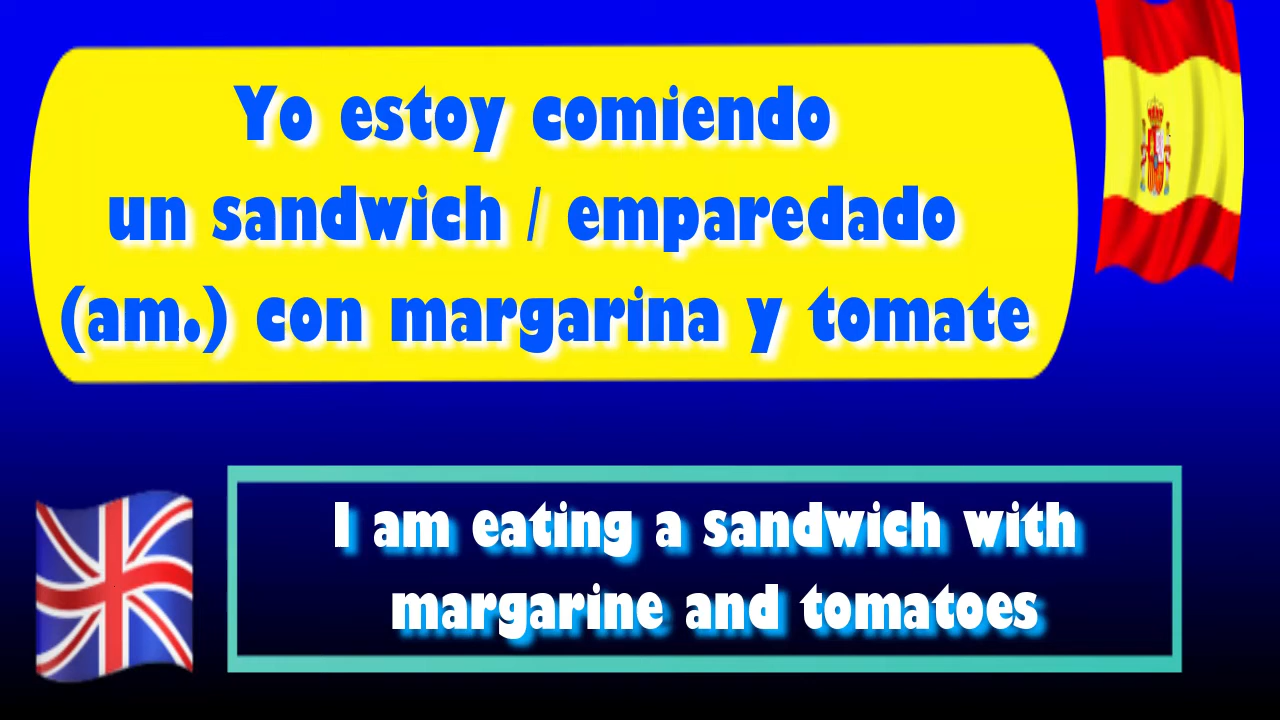 Yo estoy comiendo
un sandwich / emparedado
(am.) con margarina y tomate
I am eating a sandwich with
margarine and tomatoes